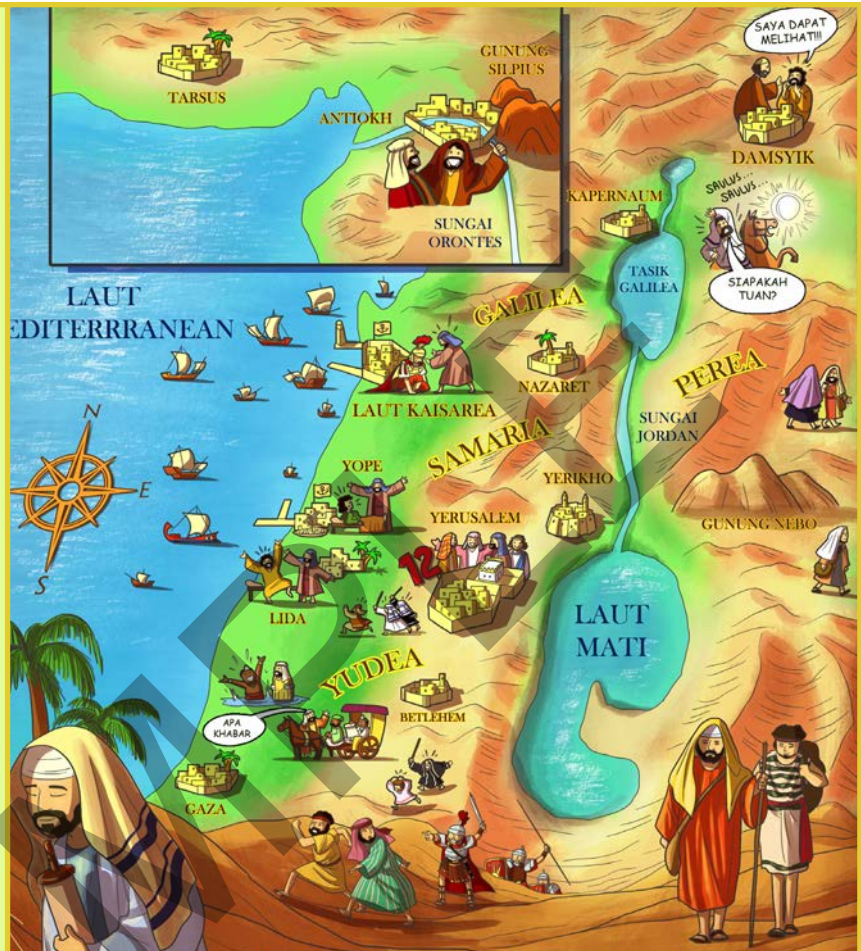 TARSUS
GUNUNG
SILPIUS
ANTIOKH
SUNGAI
ORONTES
SAYA DAPAT
MELIHAT!!!
DAMSYIK
KAPERNAUM
SAULUS...
SAULUS...
SIAPAKAH
TUAN?
TASIK
GALILEA
LAUT
EDITERRRANEAN
GALILEA
NAZARET
PEREA
LAUT KAISAREA
SUNGAI
JORDAN
SAMARIA
N
E
S
YOPE
YERIKHO
YERUSALEM
12
GUNUNG NEBO
LIDA
LAUT
MATI
YUDEA
APA
KHABAR
BETLEHEM
GAZA